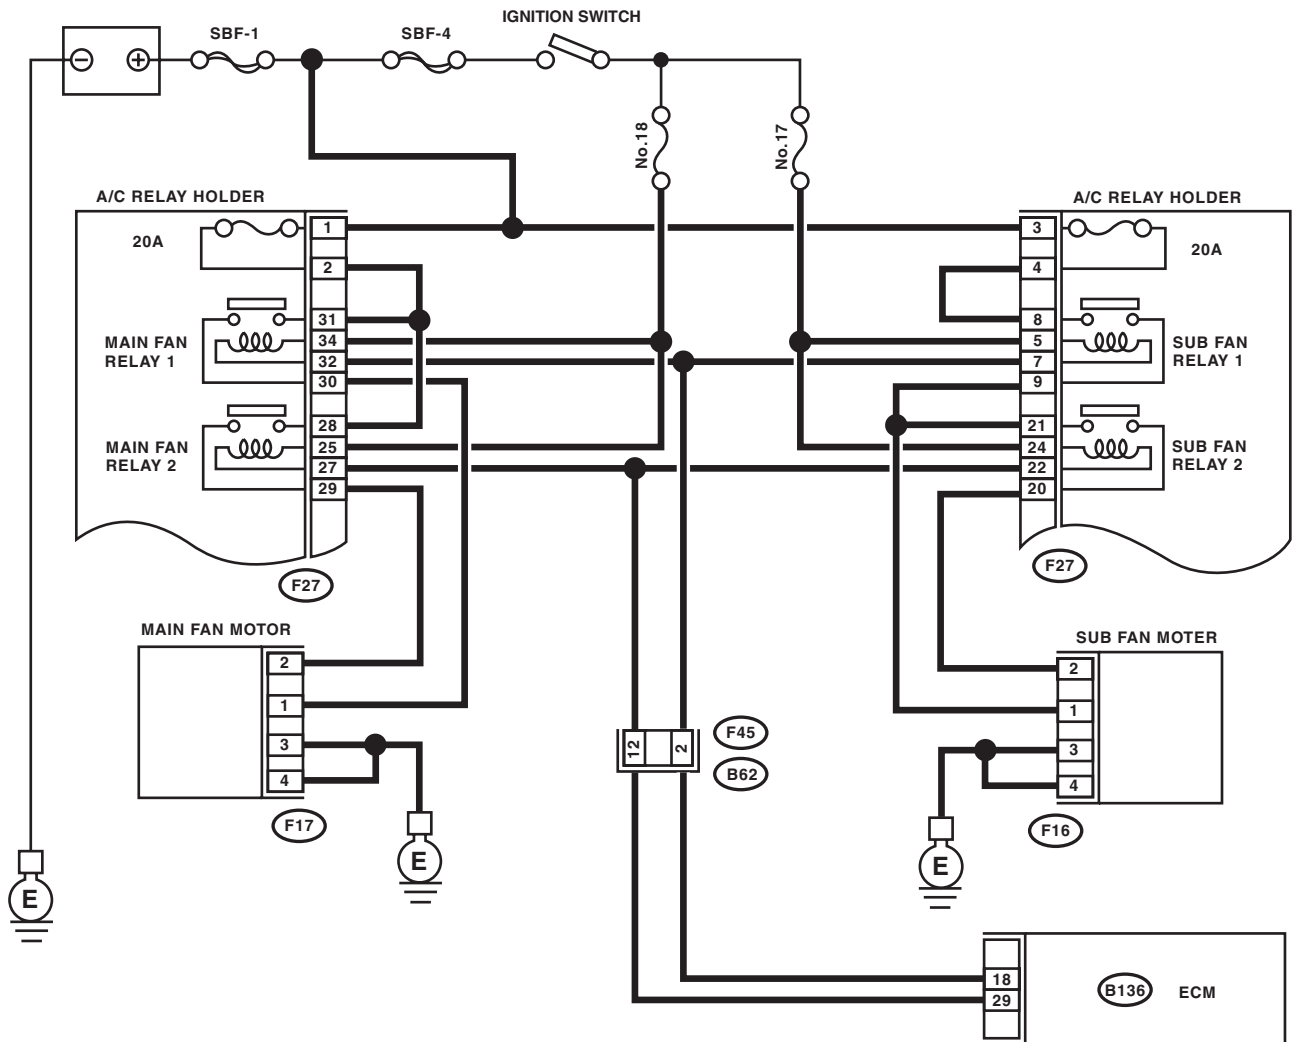 IGNITION SWITCH
SBF-1
SBF-4
− +
No.18
No.17
A/C RELAY HOLDER
A/C RELAY HOLDER
20A
1
2
31
34
32
30
28
25
27
29
MAIN FAN
RELAY 1
MAIN FAN
RELAY 2
F27
3
4
8
5
7
9
21
24
22
20
20A
SUB FAN
RELAY 1
SUB FAN
RELAY 2
F27
MAIN FAN MOTOR
2
1
3
4
F17
E
E
12
2
F45
B62
SUB FAN MOTER
2
1
3
4
F16
E
18
29
B136
ECM